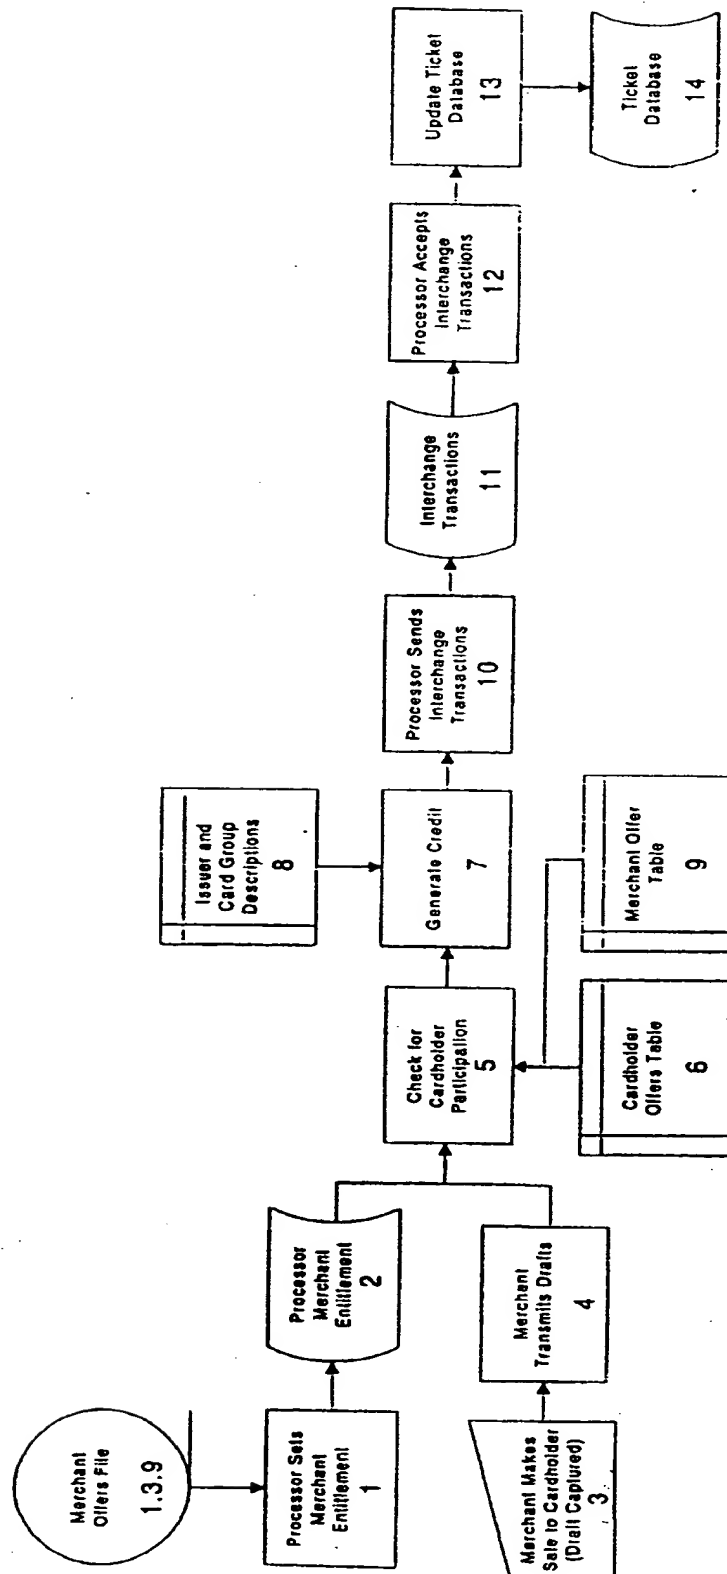 Merchant
Offers File
1.3.9
Processor Sets
Merchant
Entitlement
1
Processor
Merchant
Entitlement
2
Merchant Makes
Sale to Cardholder
(Draft Captured)
3
Merchant
Transmits Drafts
4
Check for
Cardholder
Participation
5
Cardholder
Offers Table
6
Generate Credit
7
Issuer and
Card Group
Descriptions
8
Merchant Offer
Table
9
Processor Sends
Interchange
Transactions
10
Interchange
Transactions
11
Processor Accepts
Interchange
Transactions
12
Update Ticket
Database
13
Ticket
Database
14